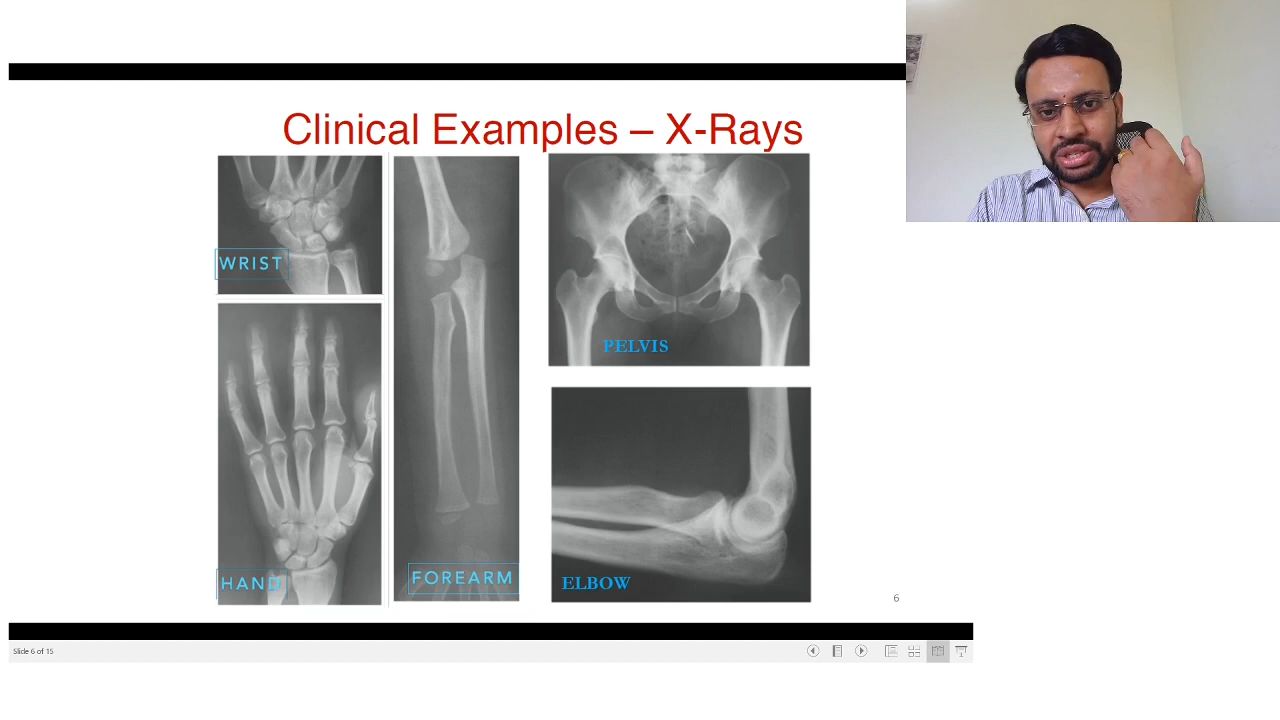 Clinical Examples – X-Rays
WRIST
HAND
FOREARM
PELVIS
ELBOW
6
Slide 6 of 15